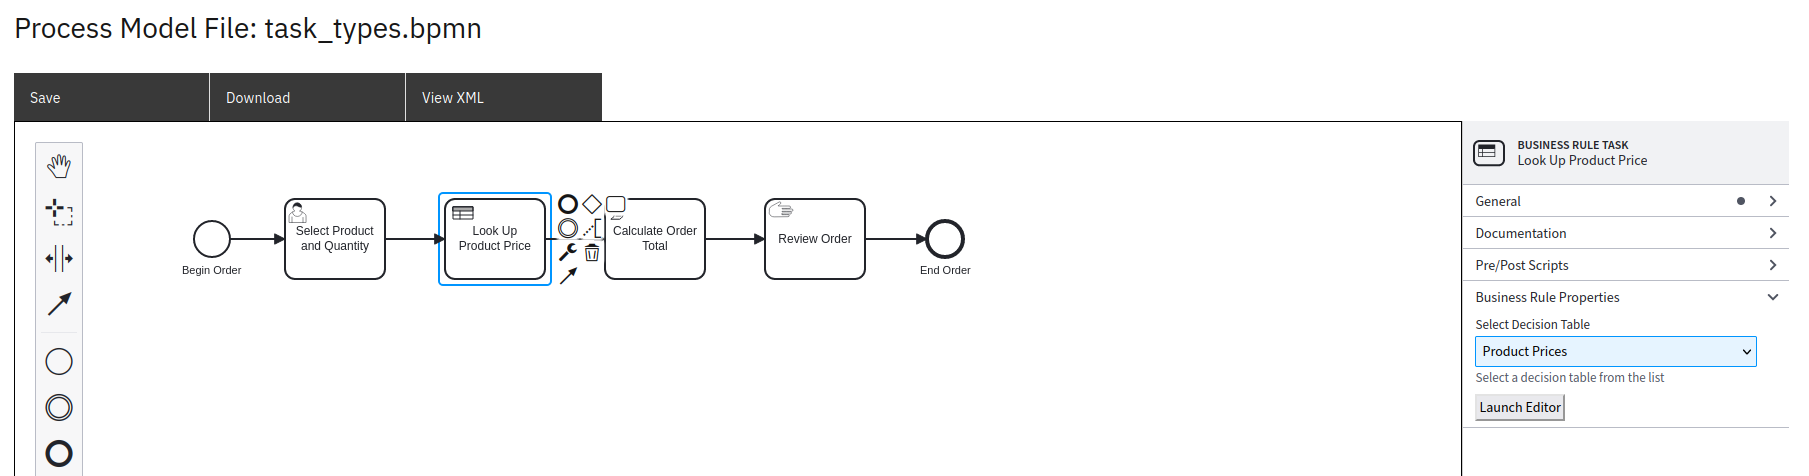 Process Model File: task_types.bpmn
Save
Download
View XML
BUSINESS RULE TASK
Look Up Product Price
General
Documentation
Pre/Post Scripts
Business Rule Properties
Select Decision Table
Product Prices
Select a decision table from the list
Launch Editor
Begin Order
Select Product
and Quantity
Look Up
Product Price
Calculate Order
Total
Review Order
End Order